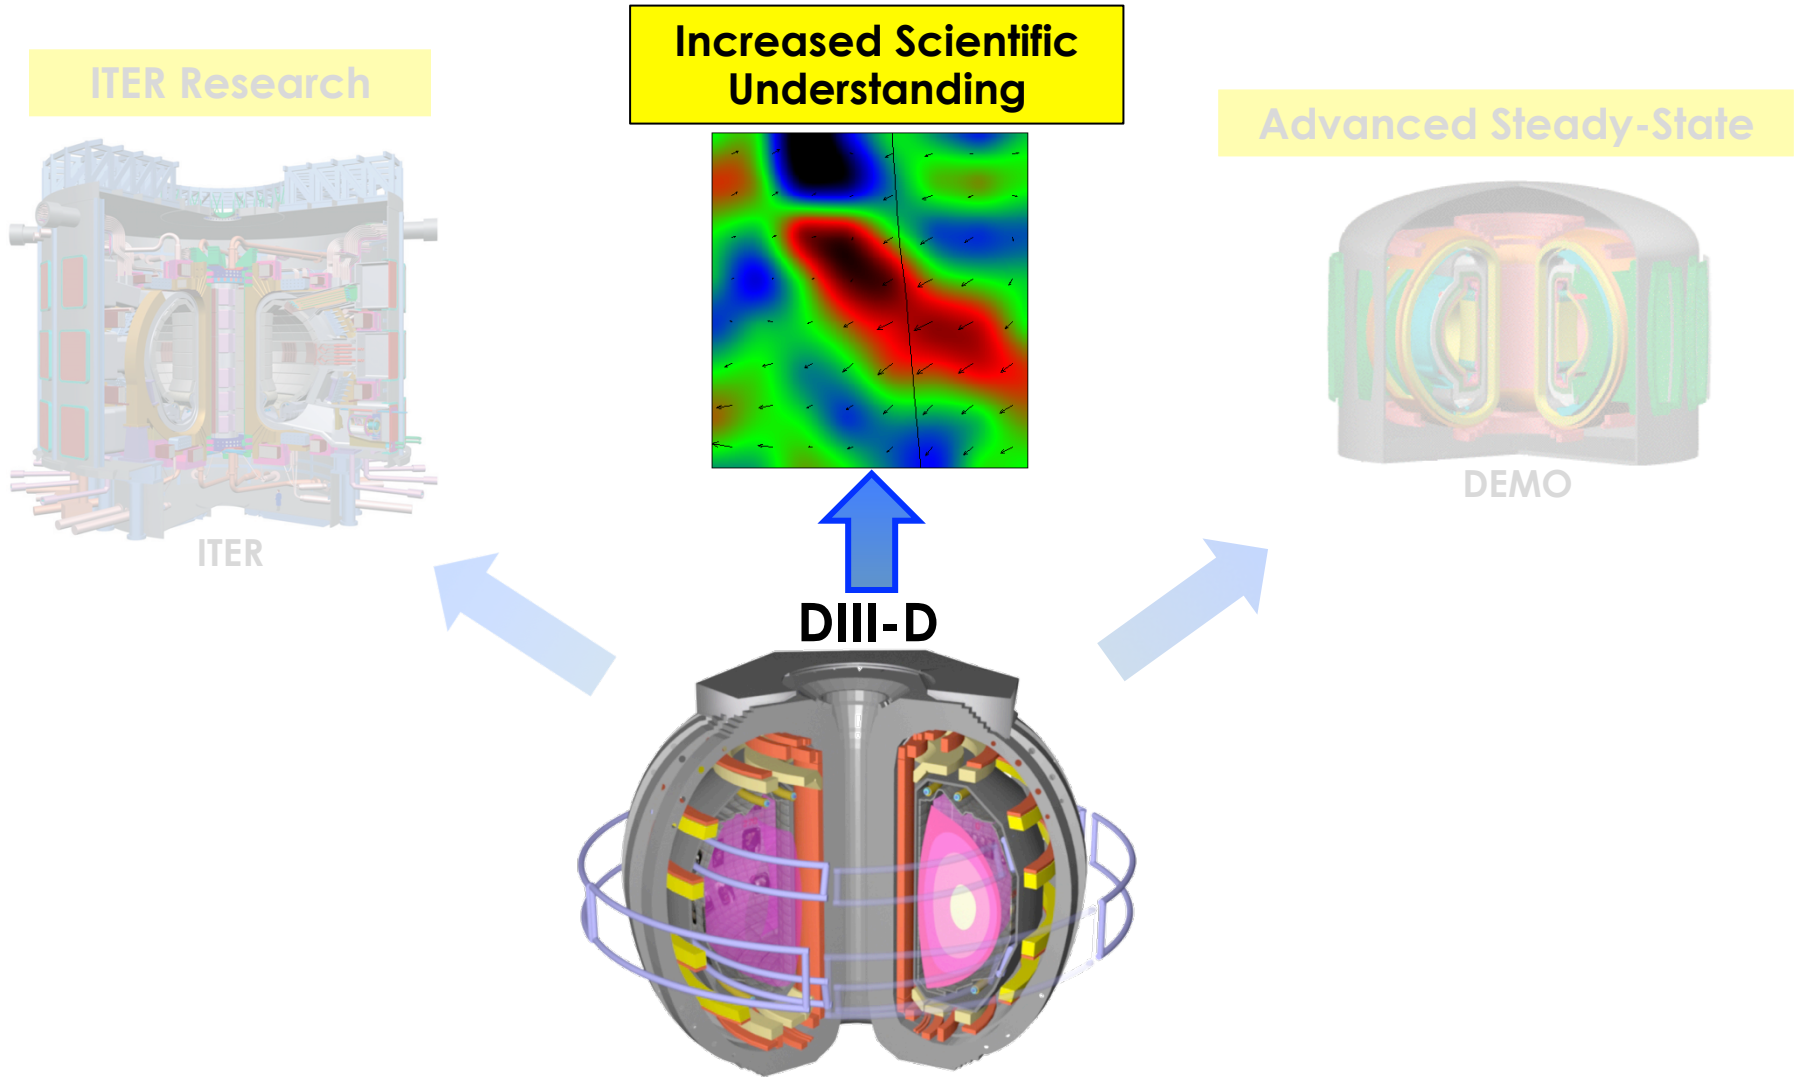 ITER Research
Increased Scientific
Understanding
Advanced Steady-State
ITER
DEMO
DIII-D